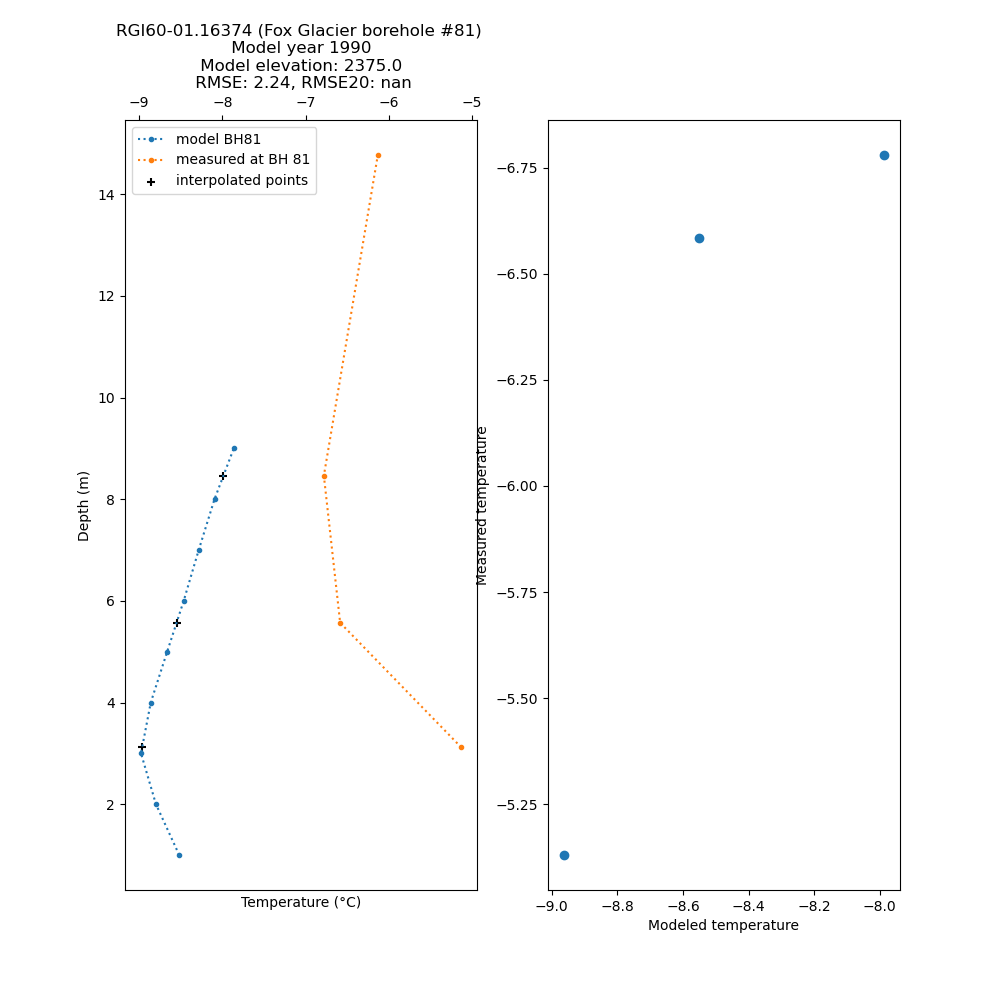 RGI60-01.16374 (Fox Glacier borehole #81)
Model year 1990
Model elevation: 2375.0
RMSE: 2.24, RMSE20: nan
−9 −8 −7 −6 −5
model BH81
measured at BH 81
interpolated points
14
12
10
8
6
4
2
Depth (m)
Temperature (°C)
−6.75
−6.50
−6.25
−6.00
−5.75
−5.50
−5.25
Measured temperature
−9.0 −8.8 −8.6 −8.4 −8.2 −8.0
Modeled temperature